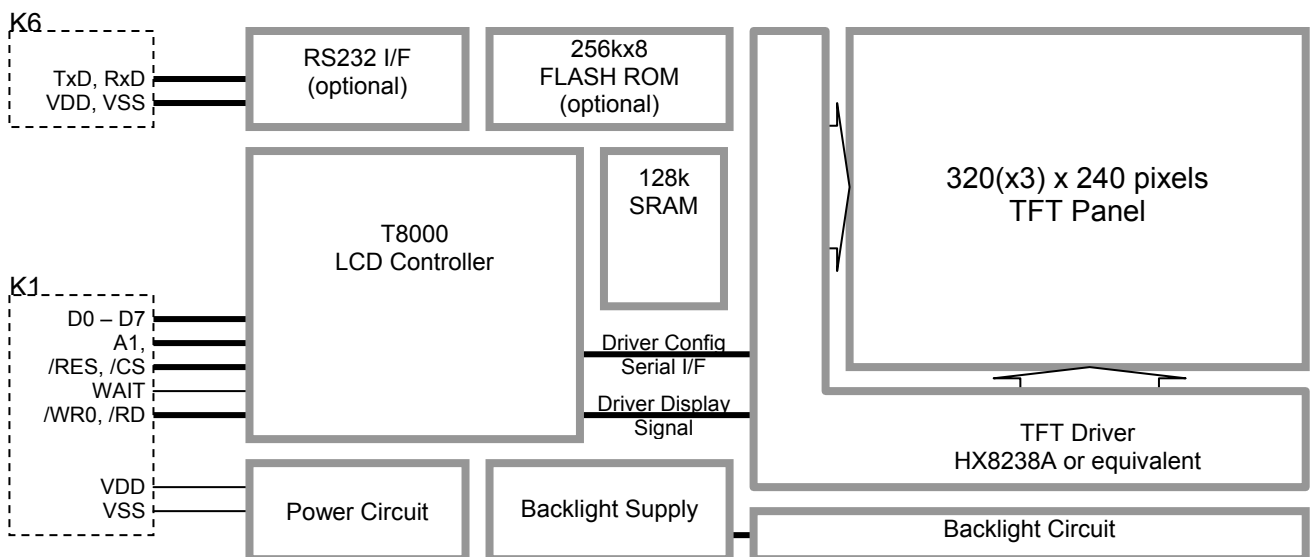 K6
TxD, RxD
VDD, VSS
RS232 I/F
(optional)
256kx8
FLASH ROM
(optional)
320(x3) x 240 pixels
TFT Panel
128k
SRAM
T8000
LCD Controller
K1
D0 – D7
A1,
/RES, /CS
WAIT
/WR0, /RD
VDD
VSS
Driver Config
Serial I/F
Driver Display
Signal
TFT Driver
HX8238A or equivalent
Power Circuit
Backlight Supply
Backlight Circuit